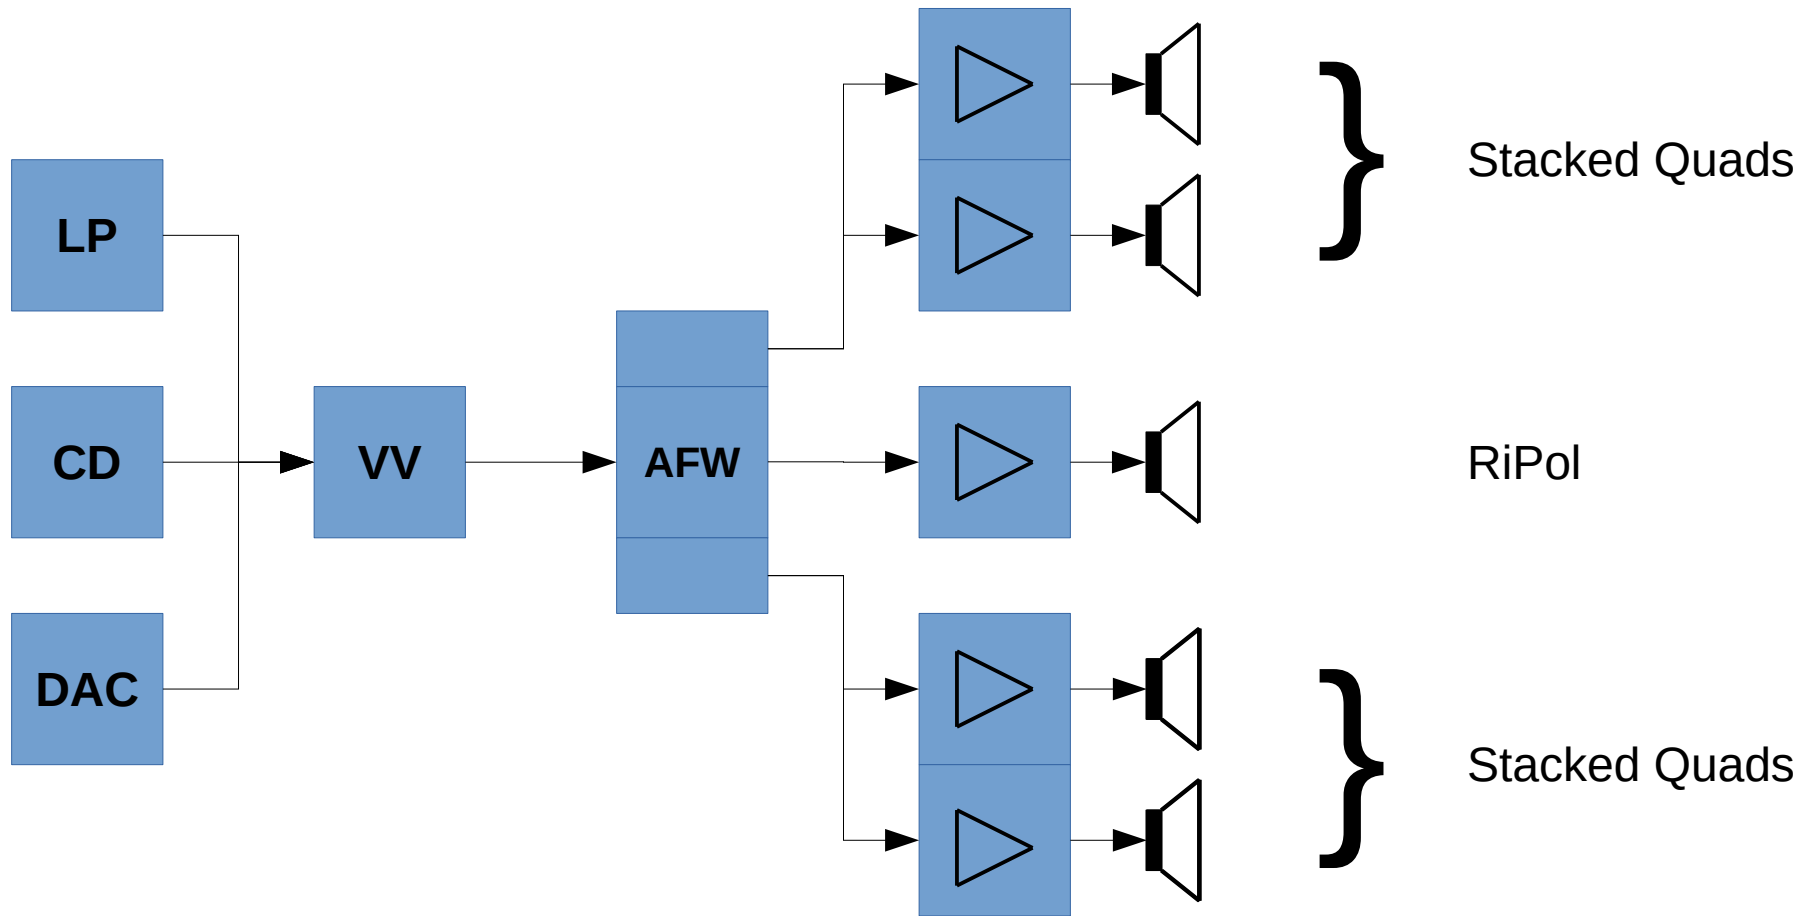 Stacked Quads
LP
CD
VV
AFW
RiPol
DAC
Stacked Quads